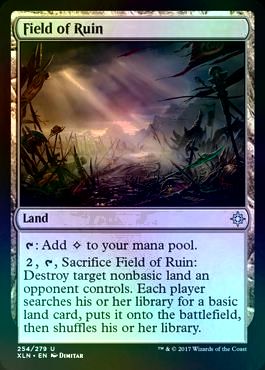 Field of Ruin
Land
: Add to your mana pool.
2, , Sacrifice Field of Ruin:
Destroy target nonbasic land an
opponent controls. Each player
searches his or her library for a basic
land card, puts it onto the battlefield,
then shuffles his or her library.
254/279 U
XLN • EN Dimitar
™ & © 2017 Wizards of the Coast